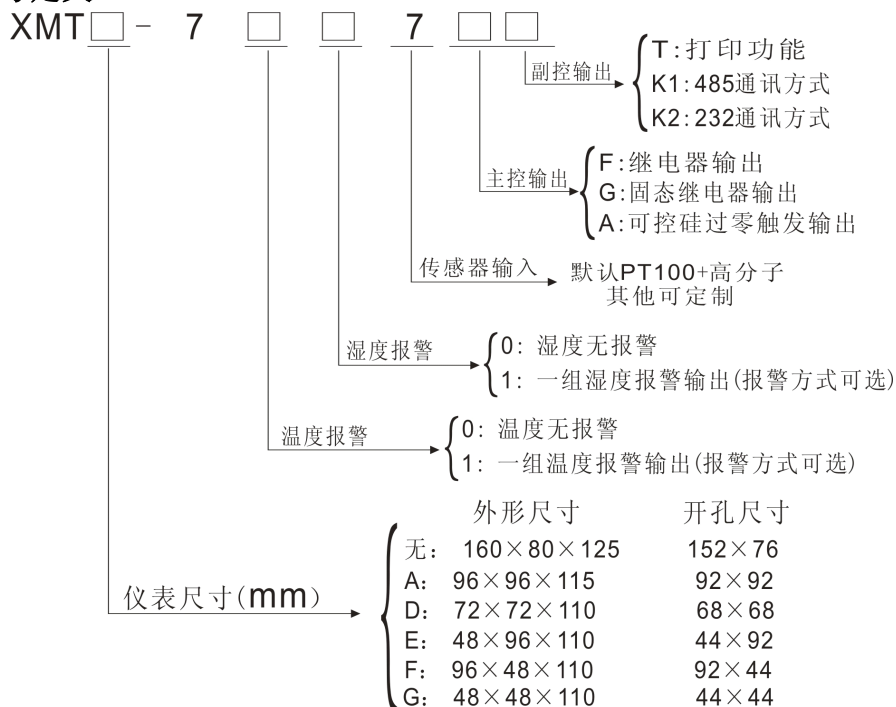 XMT□- 7 □ □ 7 □ □
副控输出
T:打印功能
K1:485通讯方式
K2:232通讯方式
主控输出
F:继电器输出
G:固态继电器输出
A:可控硅过零触发输出
传感器输入
默认PT100+高分子
其他可定制
湿度报警
0: 湿度无报警
1: 一组湿度报警输出(报警方式可选)
温度报警
0: 温度无报警
1: 一组温度报警输出(报警方式可选)
外形尺寸 开孔尺寸
仪表尺寸(mm)
无: 160×80×125 152×76
A: 96×96×115 92×92
D: 72×72×110 68×68
E: 48×96×110 44×92
F: 96×48×110 92×44
G: 48×48×110 44×44